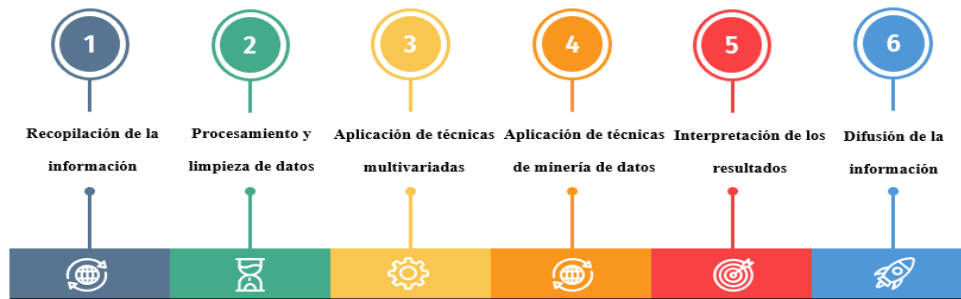 1
Recopilación de la
información
2
Procesamiento y
limpieza de datos
3
Aplicación de técnicas
multivariadas
4
Aplicación de técnicas
de minería de datos
5
Interpretación de los
resultados
6
Difusión de la
información